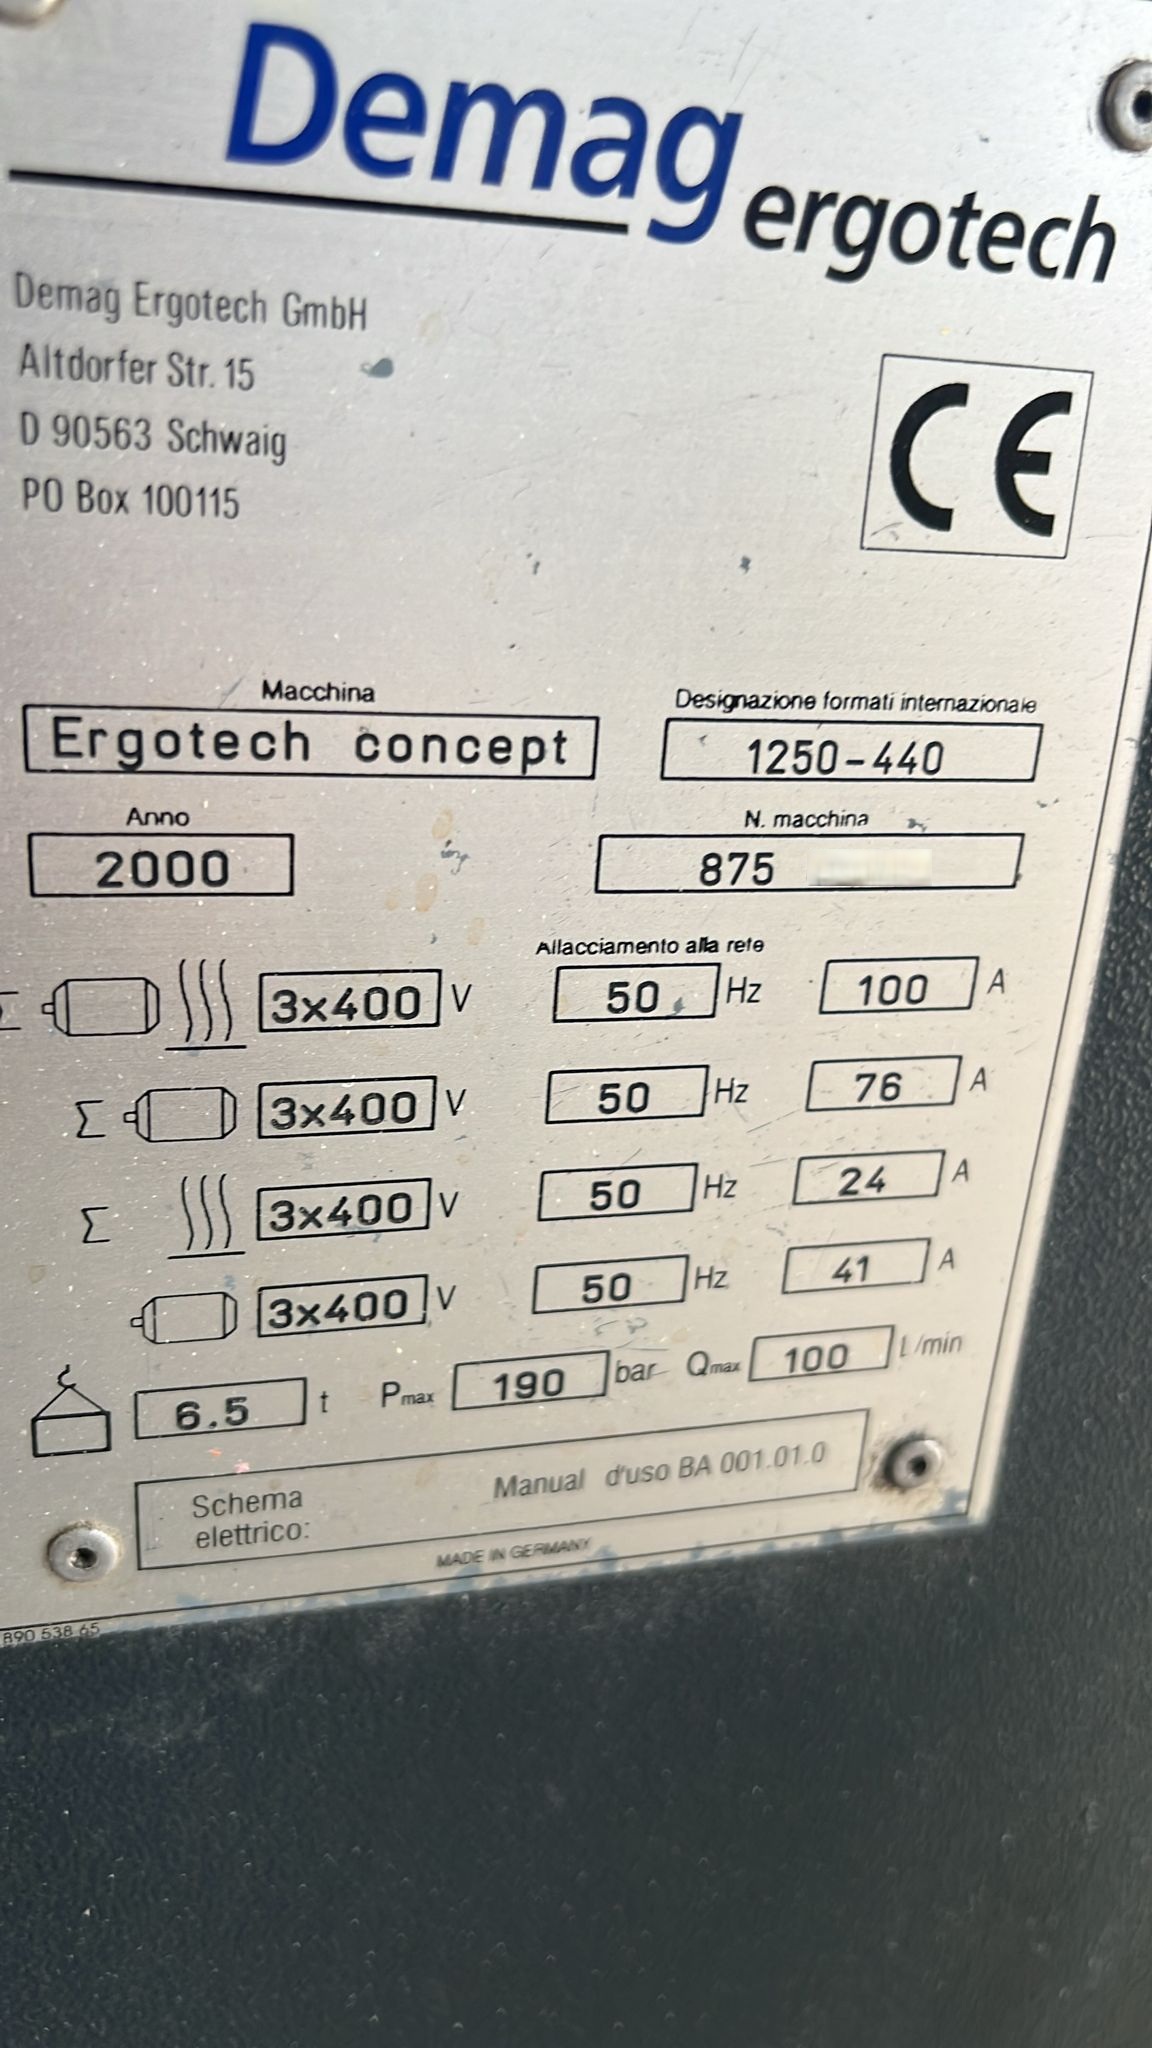 Demag
ergotech
Demag Ergotech GmbH
Altdorfer Str. 15
D 90563 Schwaig
PO Box 100115
CE
Macchina
Ergotech concept
Designazione formati internazionale
1250-440
Anno
2000
N. macchina
875
Allacciamento alla rete
Σ 3x400 V 50 Hz 100 A
Σ 3x400 V 50 Hz 76 A
Σ 3x400 V 50 Hz 24 A
3x400 V 50 Hz 41 A
6.5 t Pmax 190 bar Qmax 100 L/min
Schema
elettrico:
Manual d'uso BA 001.01.0
MADE IN GERMANY
890 538 65